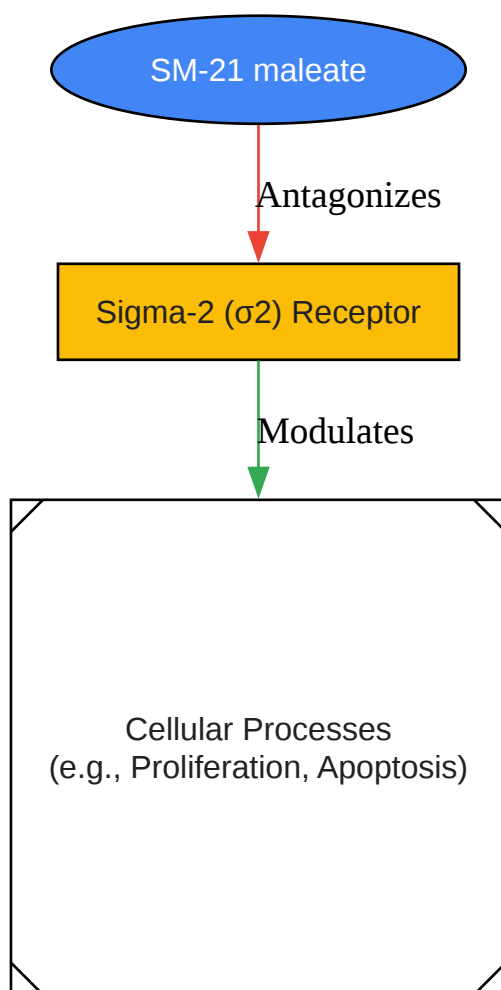 SM-21 maleate
Antagonizes
Sigma-2 (σ2) Receptor
Modulates
Cellular Processes
(e.g., Proliferation, Apoptosis)